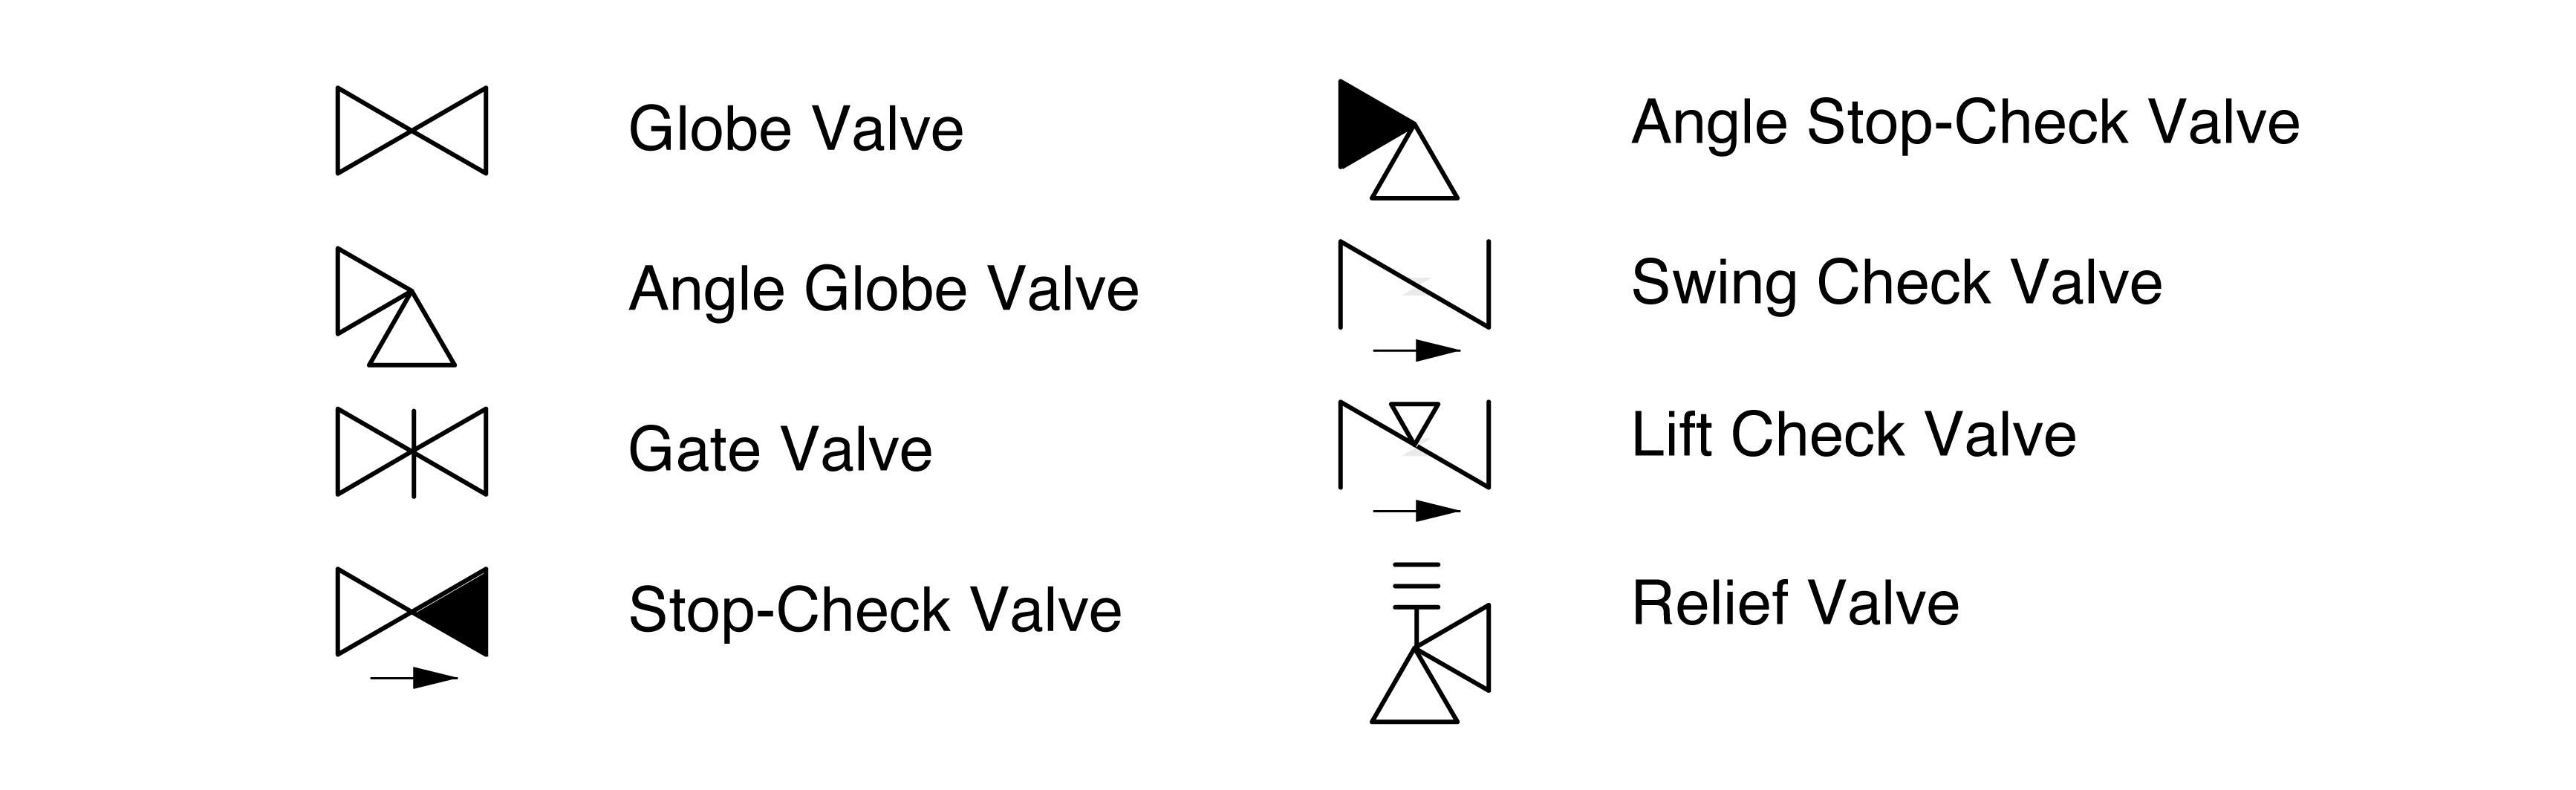 Globe Valve
Angle Globe Valve
Gate Valve
Stop-Check Valve
Angle Stop-Check Valve
Swing Check Valve
Lift Check Valve
Relief Valve